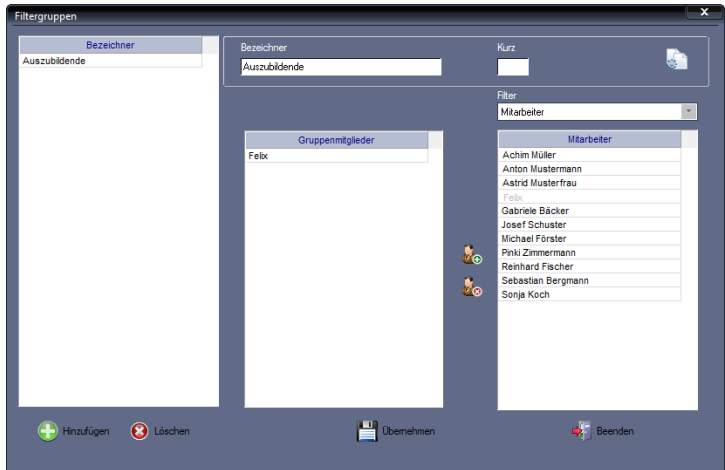 Filtergruppen
x
Bezeichner
Auszubildende
Bezeichner
Kurz
Auszubildende
Filter
Mitarbeiter
Gruppenmitglieder
Felix
Mitarbeiter
Achim Müller
Anton Mustermann
Astrid Musterfrau
Felix
Gabriele Bäcker
Josef Schuster
Michael Förster
Pinki Zimmermann
Reinhard Fischer
Sebastian Bergmann
Sonja Koch
Hinzufügen
Löschen
Übernehmen
Beenden